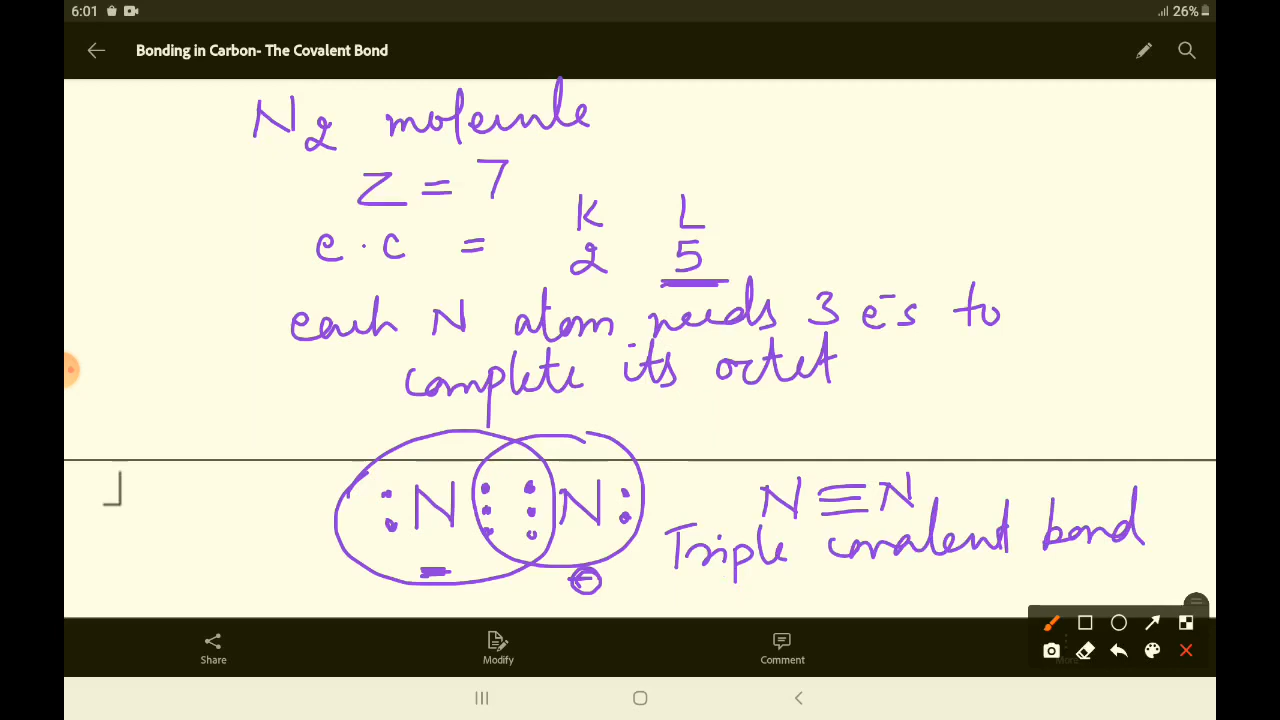 6:01 26%
Bonding in Carbon- The Covalent Bond
N2 molecule
Z = 7
K L
e.c = 2 5
each N atom needs 3 e⁻s to
complete its octet
:N ⋮ ⋮ N: N ≡ N
Triple covalent bond
Share Modify Comment More